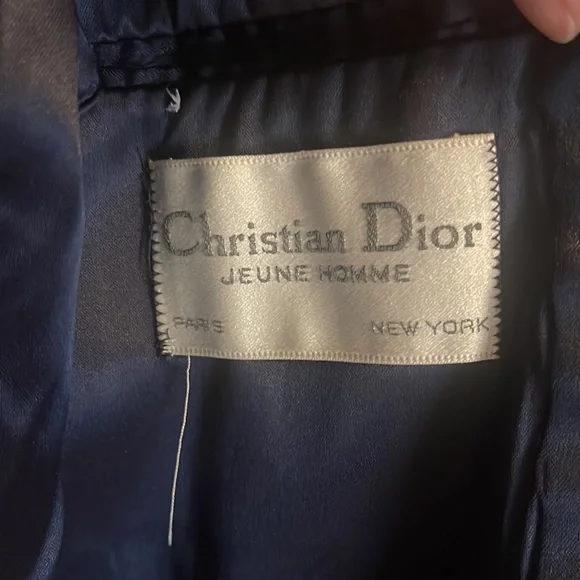 Christian Dior
JEUNE HOMME
PARIS NEW YORK